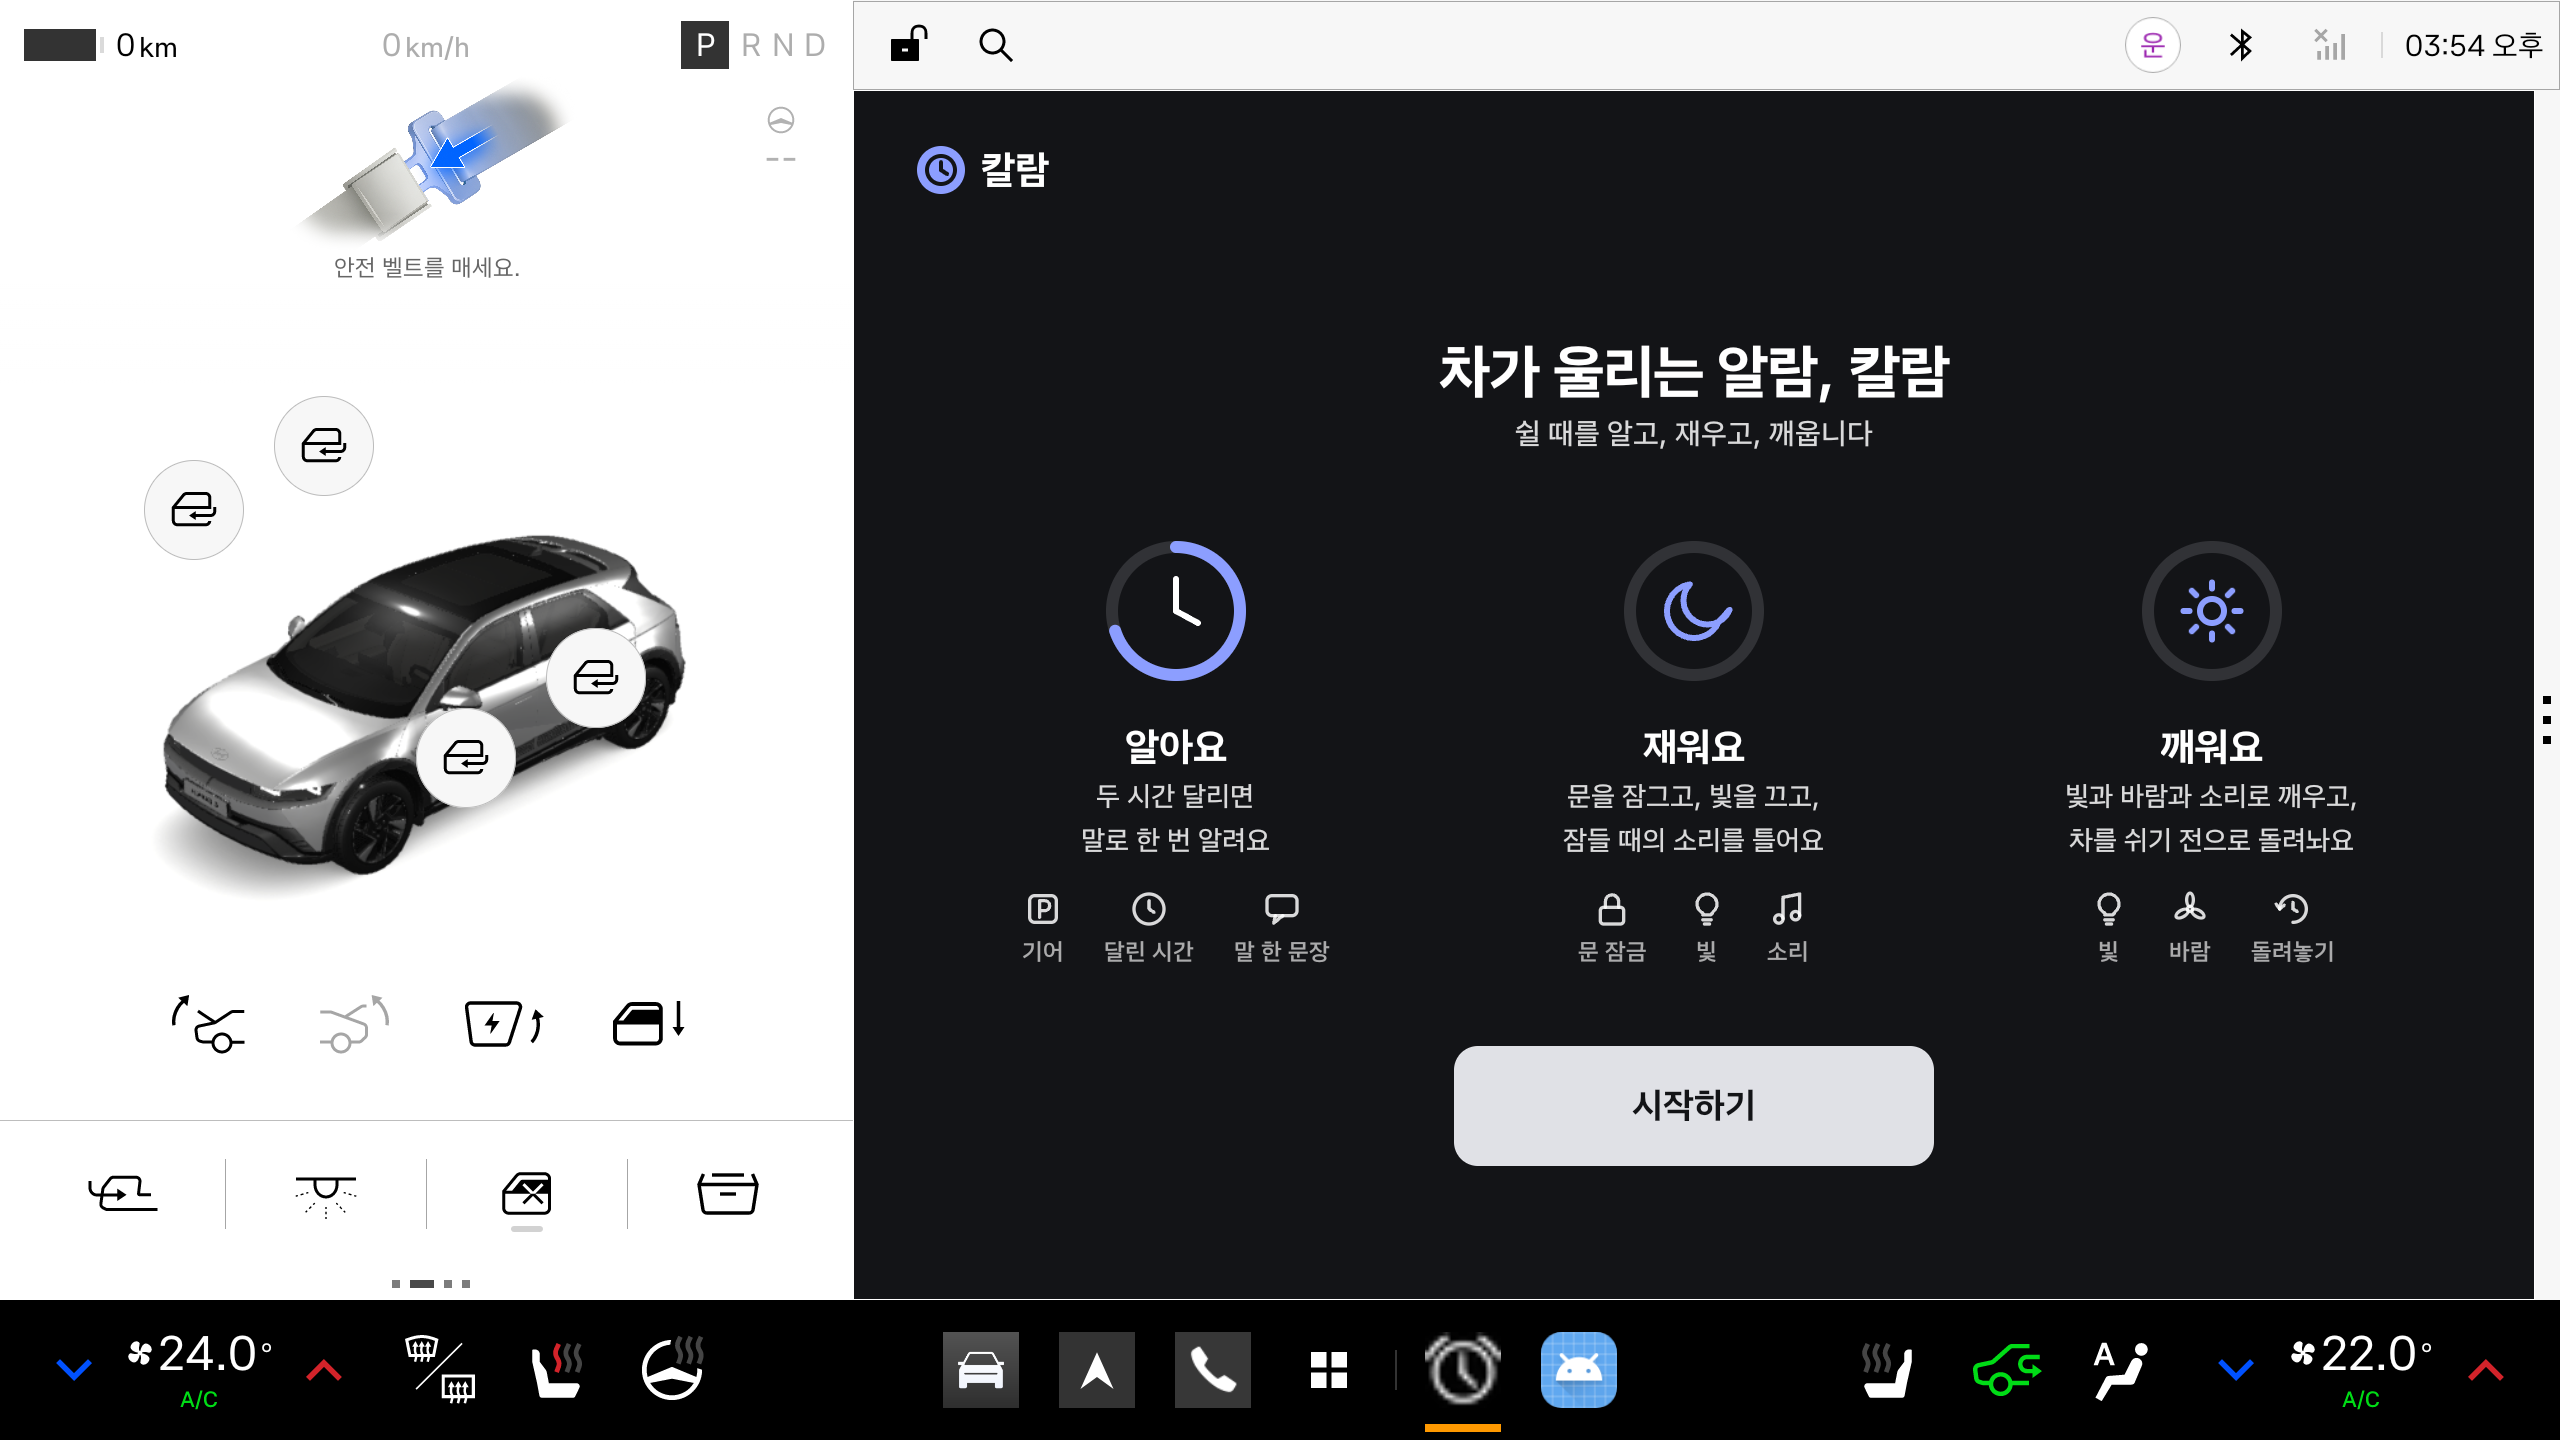 0 km
0 km/h
P R N D
운
03:54 오후
안전 벨트를 매세요.
칼람
차가 울리는 알람, 칼람
쉴 때를 알고, 재우고, 깨웁니다
알아요
두 시간 달리면
말로 한 번 알려요
P
기어
달린 시간
말 한 문장
재워요
문을 잠그고, 빛을 끄고,
잠들 때의 소리를 틀어요
문 잠금
빛
소리
깨워요
빛과 바람과 소리로 깨우고,
차를 쉬기 전으로 돌려놔요
빛
바람
돌려놓기
시작하기
24.0°
A/C
A
22.0°
A/C